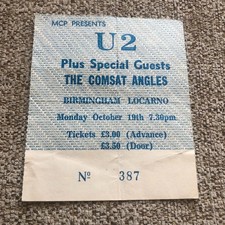 MCP PRESENTS
U2
Plus Special Guests
THE COMSAT ANGLES
BIRMINGHAM LOCARNO
Monday October 19th 7.30pm
Tickets £3.00 (Advance)
£3.50 (Door)
Nº 387